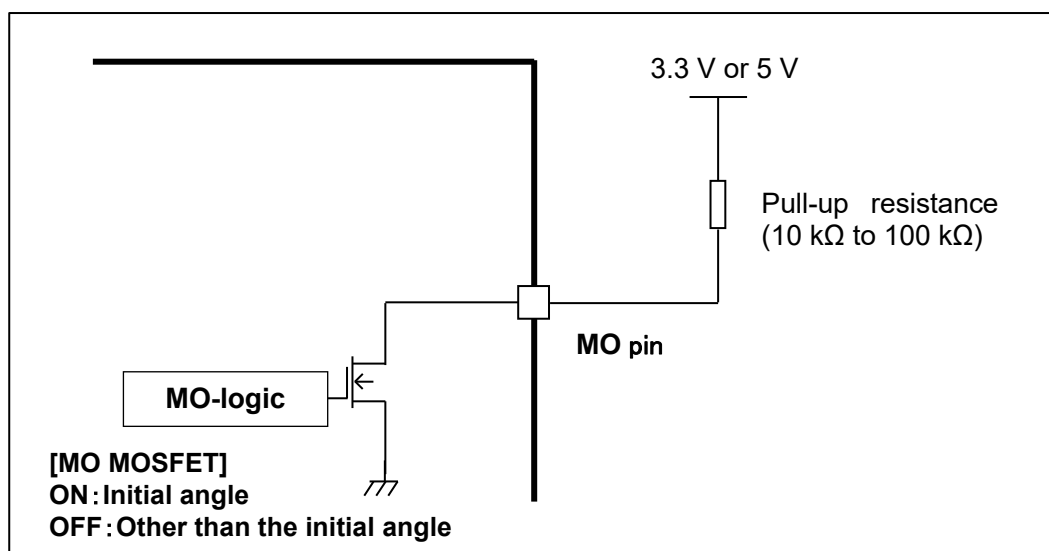 3.3 V or 5 V
Pull-up resistance
(10 kΩ to 100 kΩ)
MO pin
MO-logic
[MO MOSFET]
ON：Initial angle
OFF：Other than the initial angle